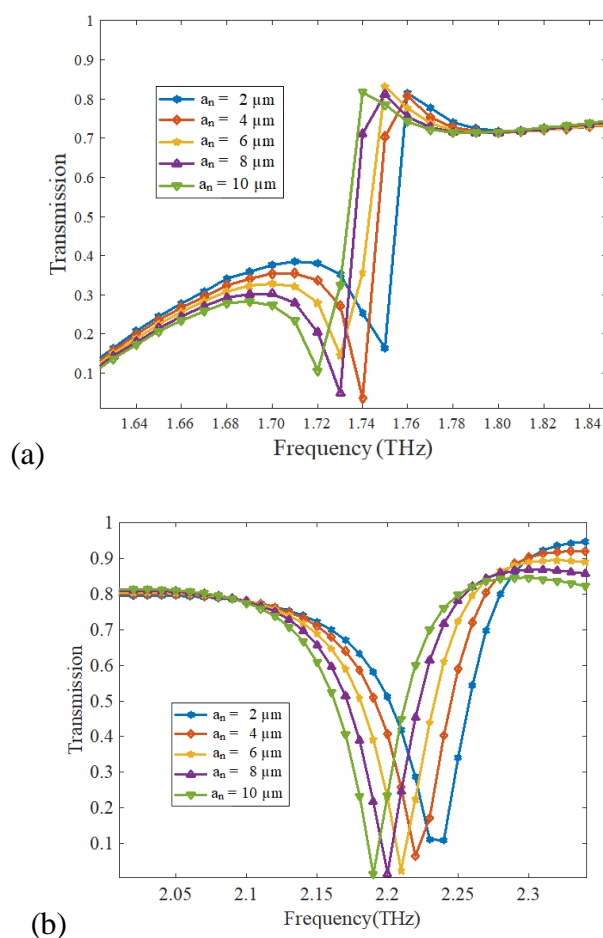 1
0.9
0.8
0.7
0.6
0.5
0.4
0.3
0.2
0.1
Transmission
aₙ = 2 µm
aₙ = 4 µm
aₙ = 6 µm
aₙ = 8 µm
aₙ = 10 µm
1.64 1.66 1.68 1.70 1.72 1.74 1.76 1.78 1.80 1.82 1.84
Frequency (THz)
(a)
1
0.9
0.8
0.7
0.6
0.5
0.4
0.3
0.2
0.1
Transmission
aₙ = 2 µm
aₙ = 4 µm
aₙ = 6 µm
aₙ = 8 µm
aₙ = 10 µm
2.05 2.1 2.15 2.2 2.25 2.3
Frequency(THz)
(b)